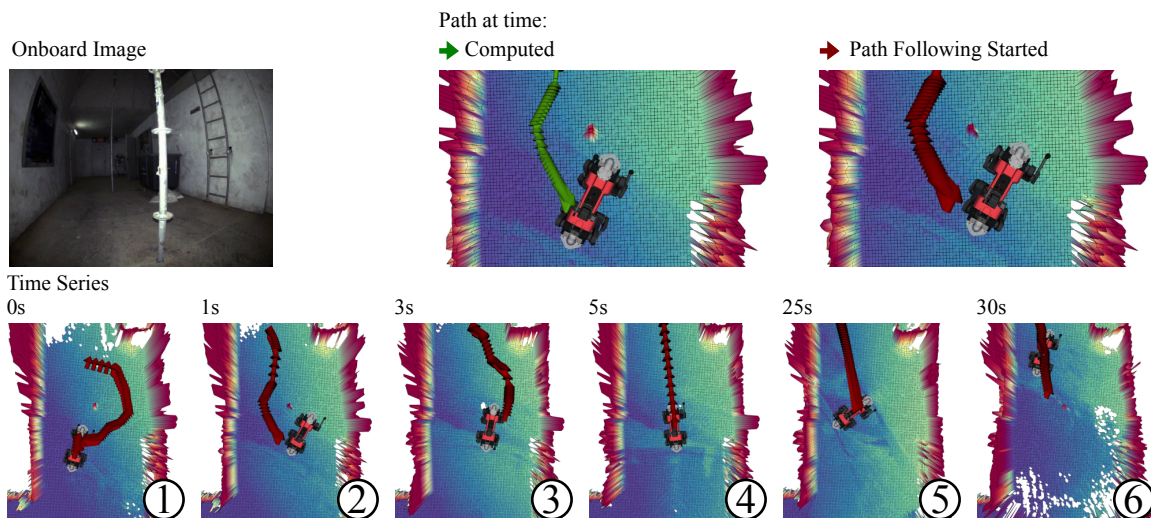 Path at time:
Onboard Image
Computed
Path Following Started
Time Series
0s
1s
3s
5s
25s
30s
1
2
3
4
5
6